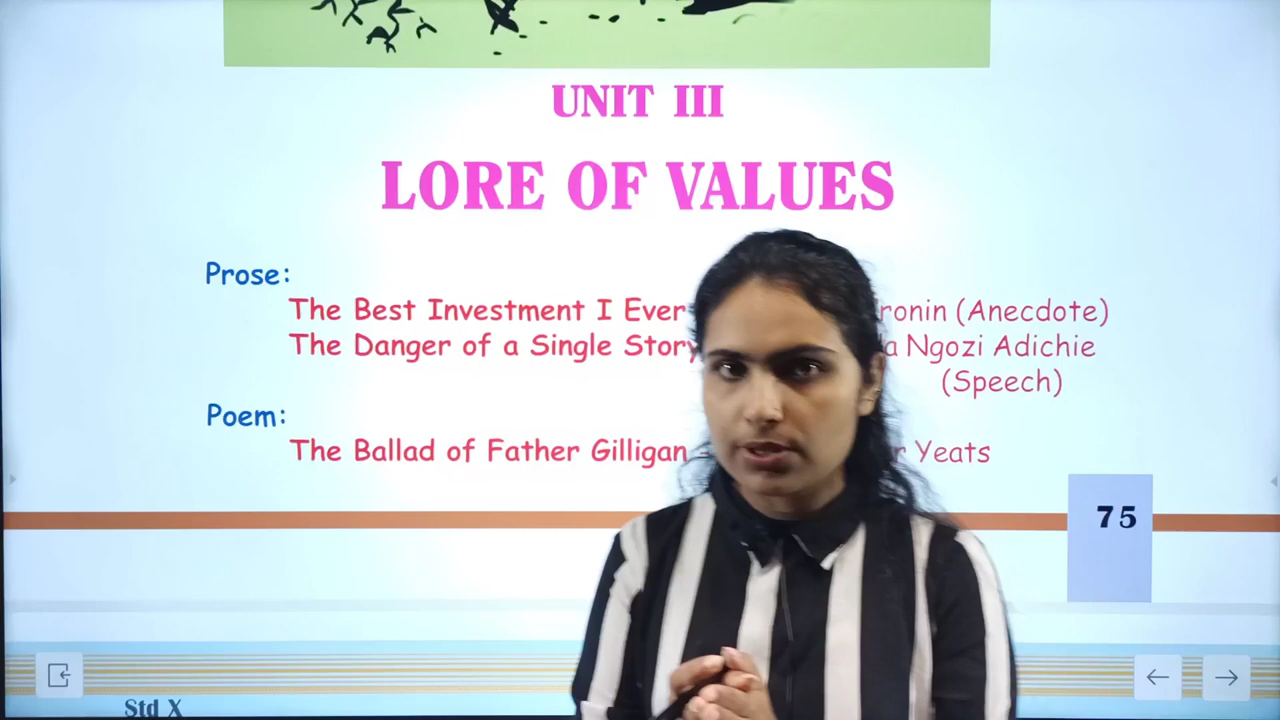 UNIT III
LORE OF VALUES
Prose:
The Best Investment I Ever (Anecdote)
The Danger of a Single Story Ngozi Adichie
(Speech)
Poem:
The Ballad of Father Gilligan - Yeats
75
Std X